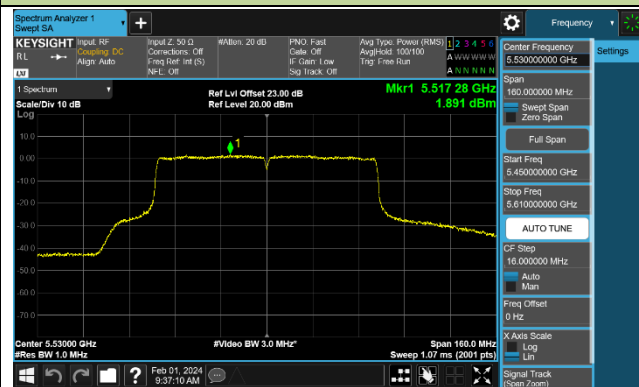 Spectrum Analyzer 1
Swept SA
Frequency
KEYSIGHT
RL
LXI
Input: RF
Coupling: DC
Align: Auto
Input Z: 50 Ω
Corrections: Off
Freq Ref: Int (S)
NFE: Off
#Atten: 20 dB
PNO: Fast
Gate: Off
IF Gain: Low
Sig Track: Off
Avg Type: Power (RMS)
Avg|Hold: 100/100
Trig: Free Run
1 2 3 4 5 6
A W W W W W
A N N N N N
1 Spectrum
Scale/Div 10 dB
Log
Ref Lvl Offset 23.00 dB
Ref Level 20.00 dBm
Mkr1 5.517 28 GHz
1.891 dBm
10.0
0.00
-10.0
-20.0
-30.0
-40.0
-50.0
-60.0
-70.0
1
Center 5.53000 GHz
#Res BW 1.0 MHz
#Video BW 3.0 MHz*
Span 160.0 MHz
Sweep 1.07 ms (2001 pts)
Center Frequency
5.530000000 GHz
Settings
Span
160.000000 MHz
Swept Span
Zero Span
Full Span
Start Freq
5.450000000 GHz
Stop Freq
5.610000000 GHz
AUTO TUNE
CF Step
16.000000 MHz
Auto
Man
Freq Offset
0 Hz
X Axis Scale
Log
Lin
Signal Track
(Span Zoom)
Feb 01, 2024
9:37:10 AM